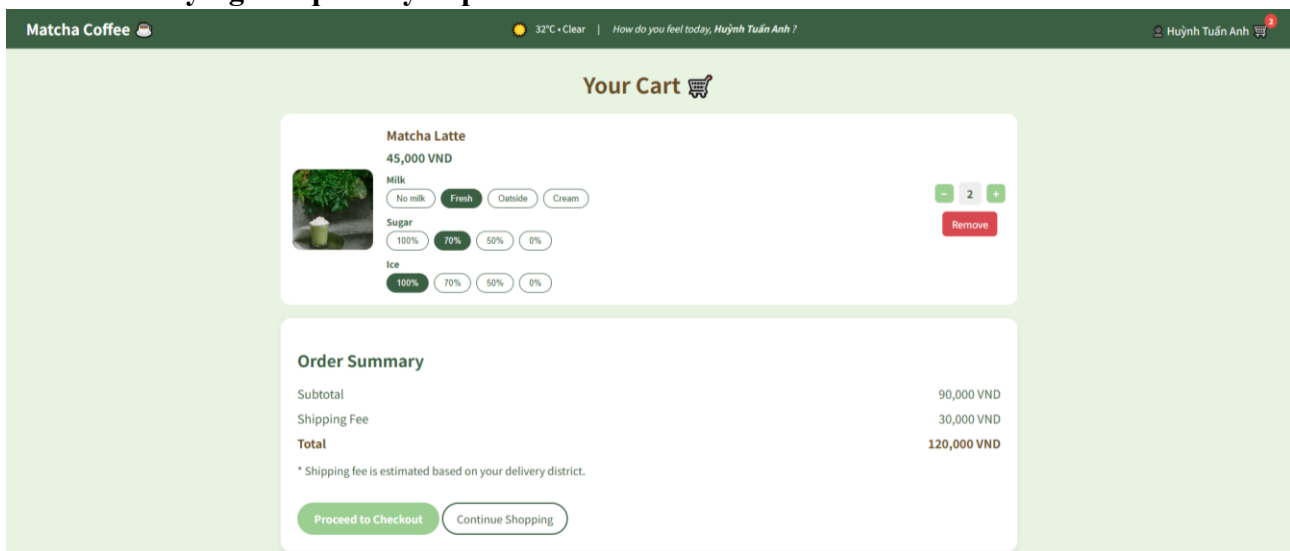 Matcha Coffee
32°C • Clear | How do you feel today, Huỳnh Tuấn Anh ?
Huỳnh Tuấn Anh 2
Your Cart
Matcha Latte
45,000 VND
Milk
No milk Fresh Oatside Cream
Sugar
100% 70% 50% 0%
Ice
100% 70% 50% 0%
− 2 +
Remove
Order Summary
Subtotal 90,000 VND
Shipping Fee 30,000 VND
Total 120,000 VND
* Shipping fee is estimated based on your delivery district.
Proceed to Checkout Continue Shopping